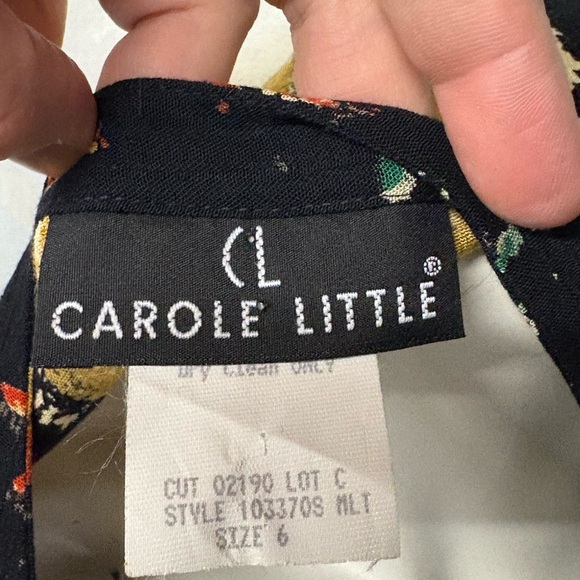 CL
CAROLE LITTLE ®
Dry Clean ONLY
CUT 02190 LOT C
STYLE 103370S MLT
SIZE 6